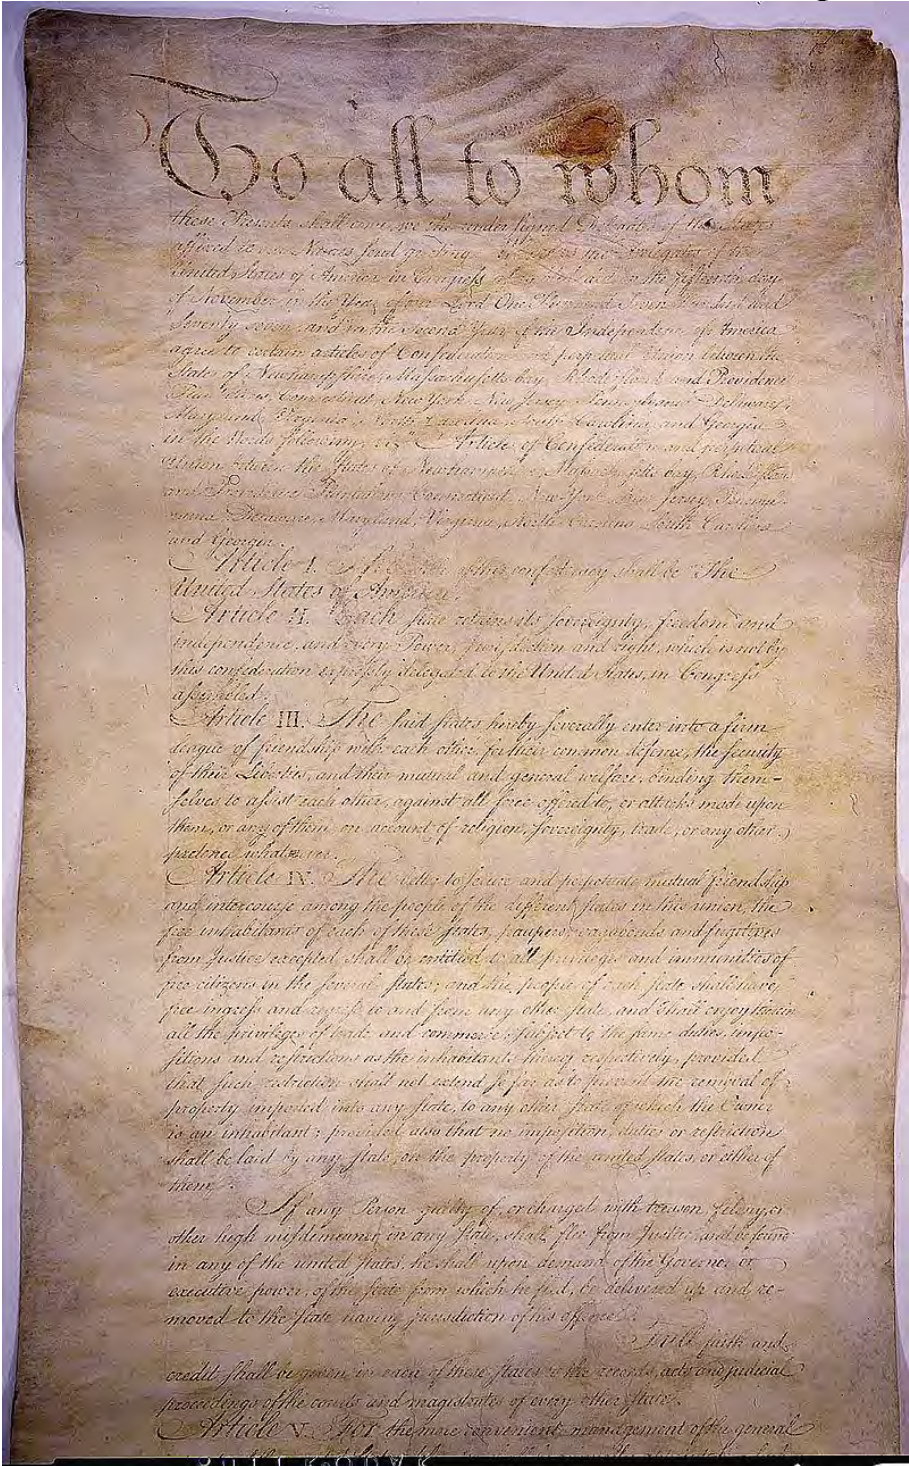 To all to whom
these Presents shall come, we the undersigned Delegates of the States
affixed to our Names send greeting. Whereas the Delegates of the
United States of America in Congress assembled did on the fifteenth day
of November in the Year of our Lord One Thousand Seven Hundred and
Seventy seven, and in the Second Year of the Independence of America
agree to certain articles of Confederation and perpetual Union between the
States of Newhampshire, Massachusetts bay, Rhodeisland and Providence
Plantations, Connecticut, New York, New Jersey, Pennsylvania, Delaware,
Maryland, Virginia, North Carolina, South Carolina, and Georgia
in the Words following, viz. Articles of Confederation and perpetual
Union between the States of Newhampshire, Massachusetts bay, Rhodeisland
and Providence Plantations, Connecticut, New York, New Jersey, Pennsyl-
vania, Delaware, Maryland, Virginia, North Carolina, South Carolina
and Georgia.
Article I. The Stile of this confederacy shall be "The
United States of America."
Article II. Each state retains its sovereignty, freedom and
independence, and every Power, Jurisdiction and right, which is not by
this confederation expressly delegated to the United States, in Congress
assembled.
Article III. The said states hereby severally enter into a firm
league of friendship with each other, for their common defence, the security
of their Liberties, and their mutual and general welfare, binding them-
selves to assist each other, against all force offered to, or attacks made upon
them, or any of them, on account of religion, sovereignty, trade, or any other
pretence whatever.
Article IV. The better to secure and perpetuate mutual friendship
and intercourse among the people of the different states in this union, the
free inhabitants of each of these states, paupers, vagabonds and fugitives
from Justice excepted, shall be entitled to all privileges and immunities of
free citizens in the several states; and the people of each state shall have
free ingress and regress to and from any other state, and shall enjoy therein
all the privileges of trade and commerce, subject to the same duties, impo-
sitions and restrictions as the inhabitants thereof respectively, provided
that such restriction shall not extend so far as to prevent the removal of
property imported into any state, to any other state of which the Owner
is an inhabitant; provided also that no imposition, duties or restriction
shall be laid by any state, on the property of the united states, or either of
them.
If any Person guilty of, or charged with treason, felony, or
other high misdemeanor in any state, shall flee from Justice, and be found
in any of the united states, he shall upon demand of the Governor or
executive power, of the state from which he fled, be delivered up and re-
moved to the state having jurisdiction of his offence.
Full faith and
credit shall be given in each of these states to the records, acts and judicial
proceedings of the courts and magistrates of every other state.
Article V. For the more convenient management of the general